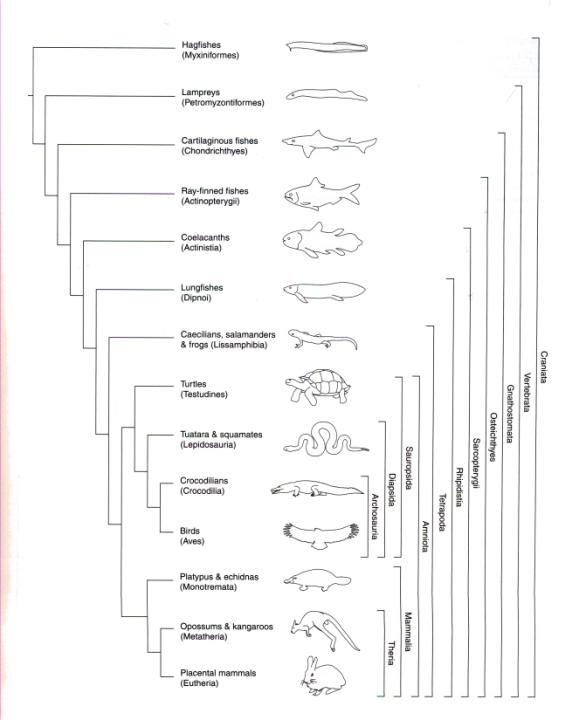 Hagfishes
(Myxiniformes)
Lampreys
(Petromyzontiformes)
Cartilaginous fishes
(Chondrichthyes)
Ray-finned fishes
(Actinopterygii)
Coelacanths
(Actinistia)
Lungfishes
(Dipnoi)
Caecilians, salamanders
& frogs (Lissamphibia)
Turtles
(Testudines)
Tuatara & squamates
(Lepidosauria)
Crocodilians
(Crocodilia)
Birds
(Aves)
Platypus & echidnas
(Monotremata)
Opossums & kangaroos
(Metatheria)
Placental mammals
(Eutheria)
Archosauria
Diapsida
Sauropsida
Theria
Mammalia
Amniota
Tetrapoda
Rhipidistia
Sarcopterygii
Osteichthyes
Gnathostomata
Vertebrata
Craniata